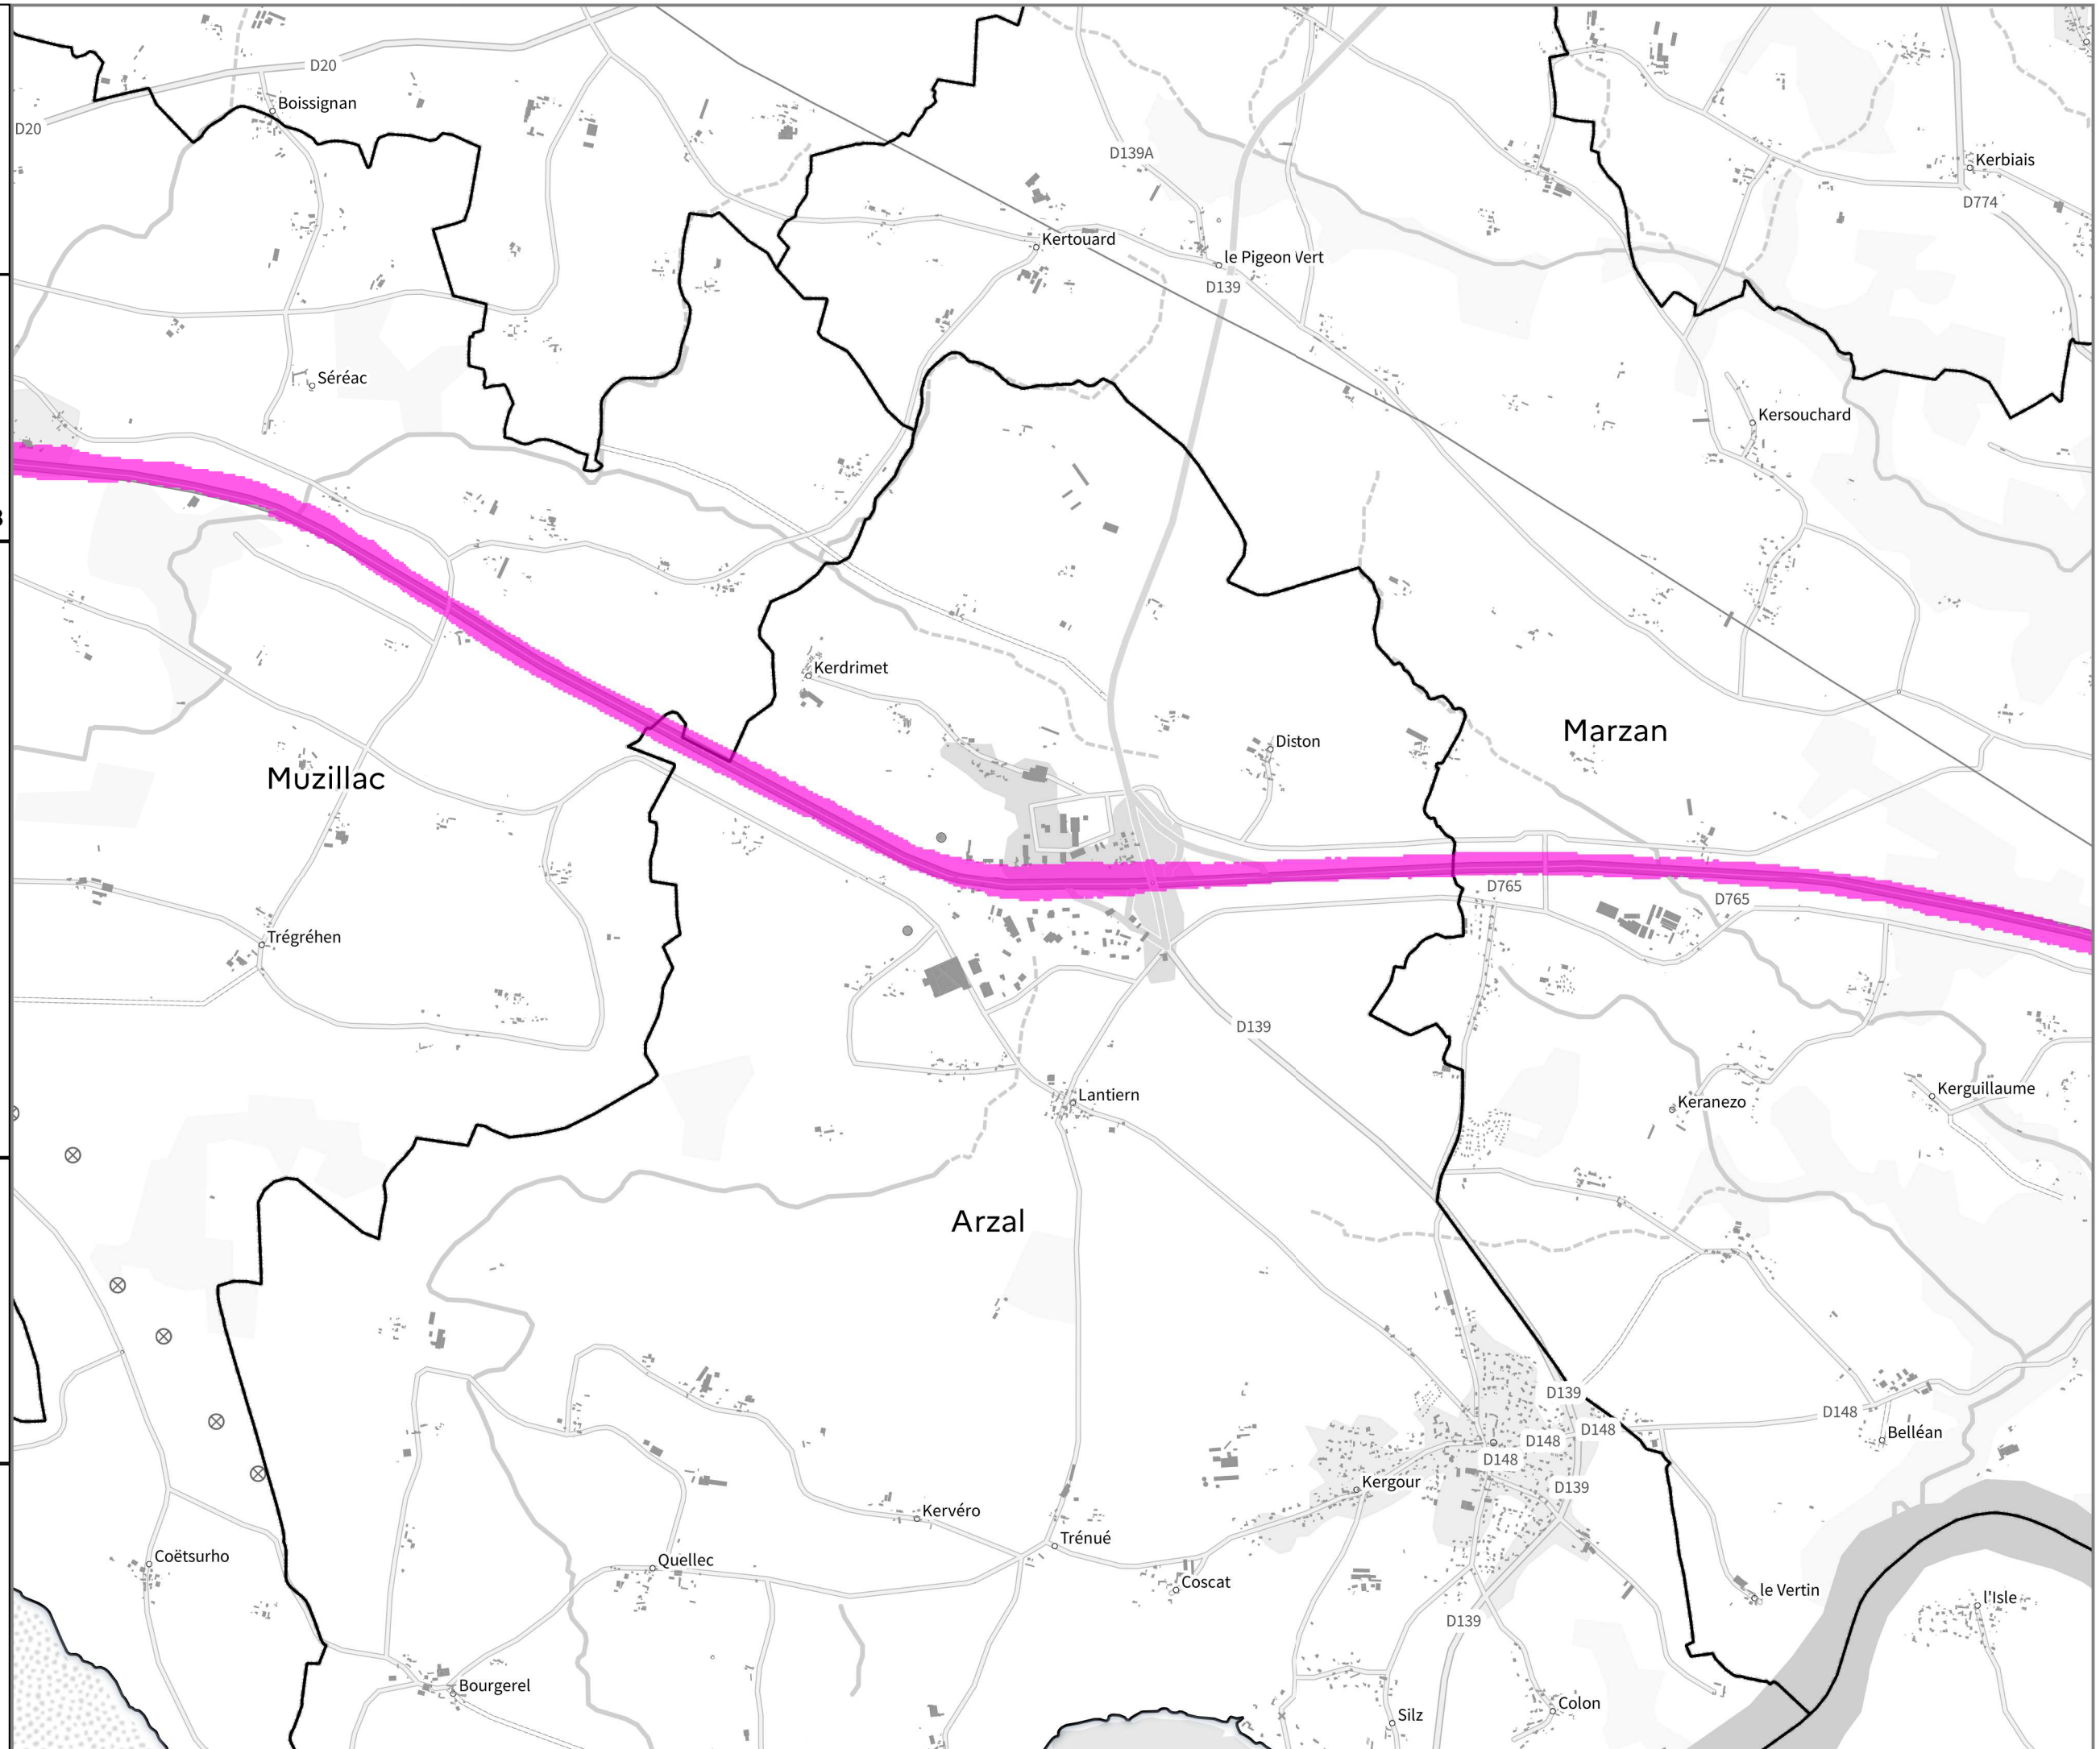 D20
Boissignan
D20
D139A
Kerbiais
D774
Kertouard
le Pigeon Vert
D139
Séréac
Kersouchard
Kerdrimet
Marzan
Diston
Muzillac
D765
D765
Trégréhen
D139
Kerguillaume
Lantiern
Keranezo
Arzal
D139
D148
D148
D148
Belléan
D148
Kergour
D139
Kervéro
Trénué
Coëtsurho
Quellec
Coscat
le Vertin
l'Isle
D139
Bourgerel
Colon
Silz